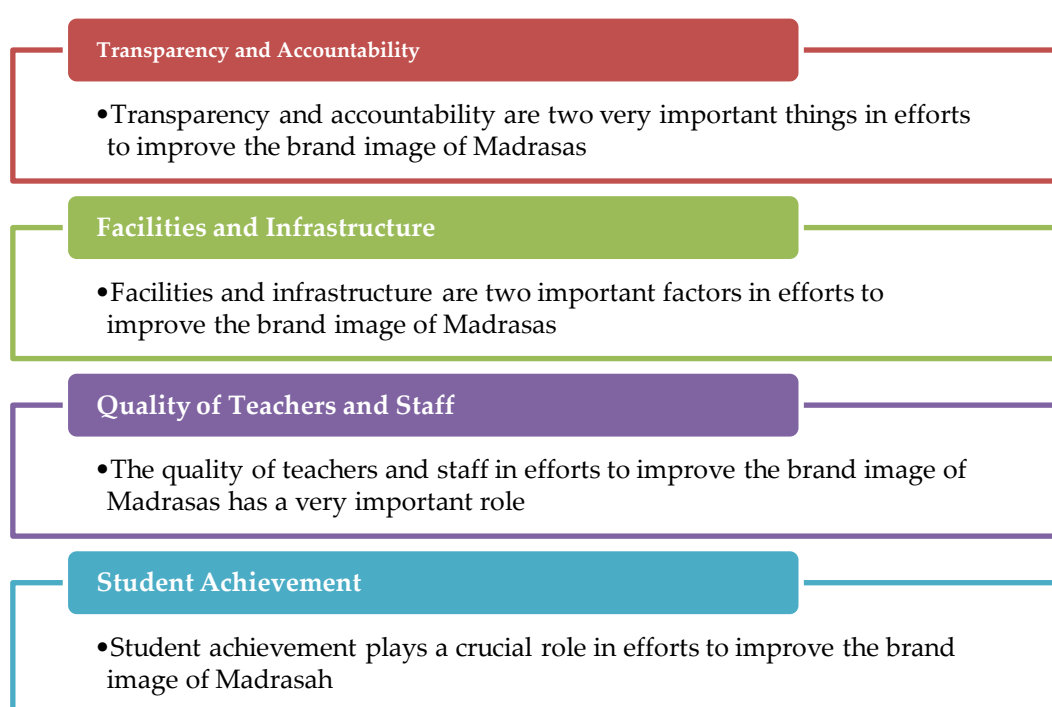 Transparency and Accountability
•Transparency and accountability are two very important things in efforts
to improve the brand image of Madrasas
Facilities and Infrastructure
•Facilities and infrastructure are two important factors in efforts to
improve the brand image of Madrasas
Quality of Teachers and Staff
•The quality of teachers and staff in efforts to improve the brand image of
Madrasas has a very important role
Student Achievement
•Student achievement plays a crucial role in efforts to improve the brand
image of Madrasah